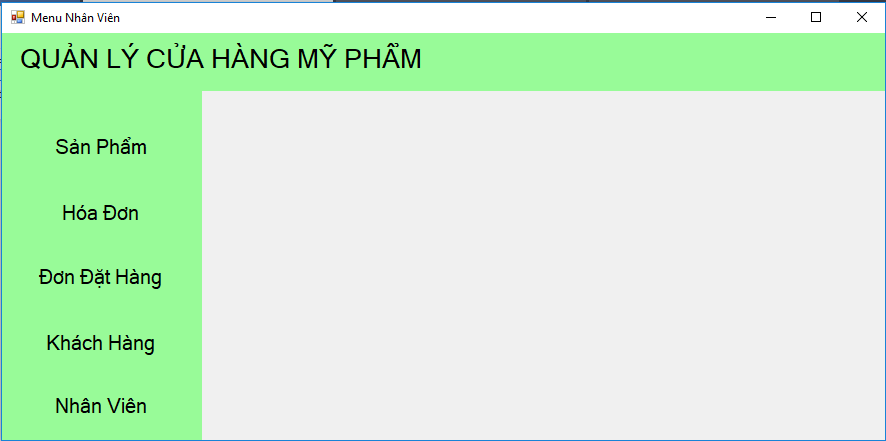 Menu Nhân Viên
QUẢN LÝ CỬA HÀNG MỸ PHẨM
Sản Phẩm
Hóa Đơn
Đơn Đặt Hàng
Khách Hàng
Nhân Viên